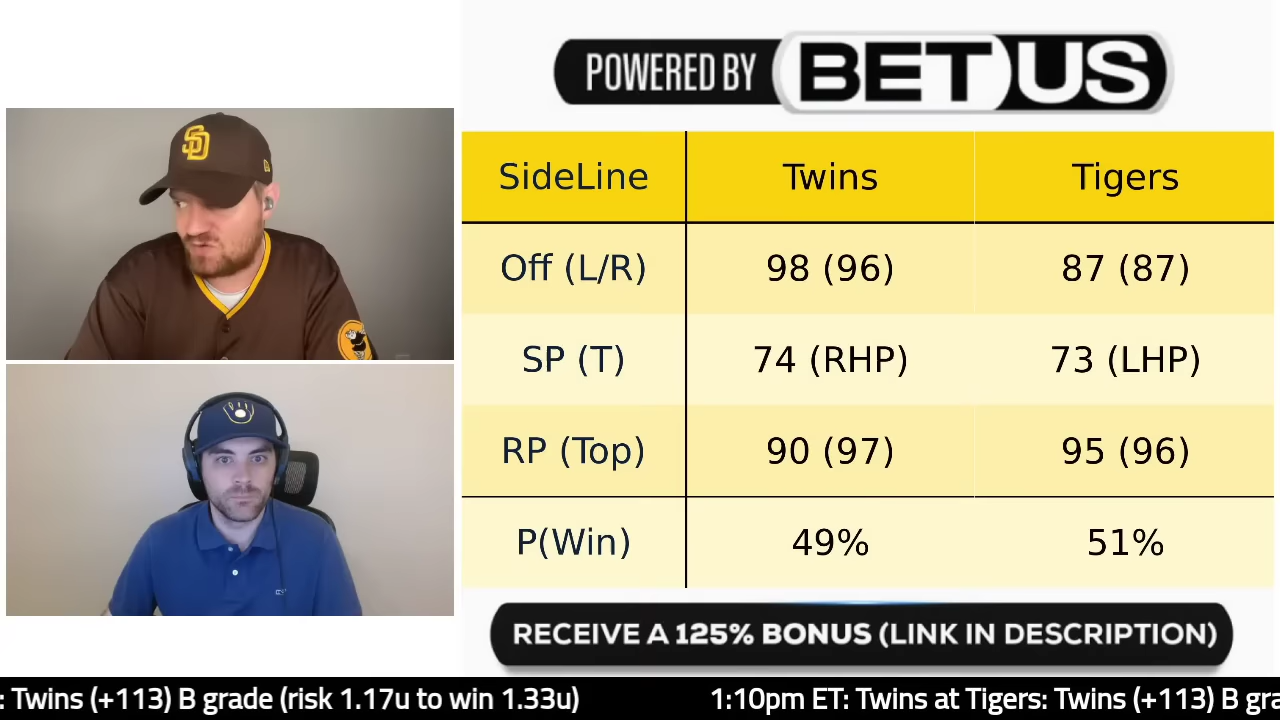 POWERED BY BETUS
SideLine Twins Tigers
Off (L/R) 98 (96) 87 (87)
SP (T) 74 (RHP) 73 (LHP)
RP (Top) 90 (97) 95 (96)
P(Win) 49% 51%
RECEIVE A 125% BONUS (LINK IN DESCRIPTION)
: Twins (+113) B grade (risk 1.17u to win 1.33u) 1:10pm ET: Twins at Tigers: Twins (+113) B gra
SD